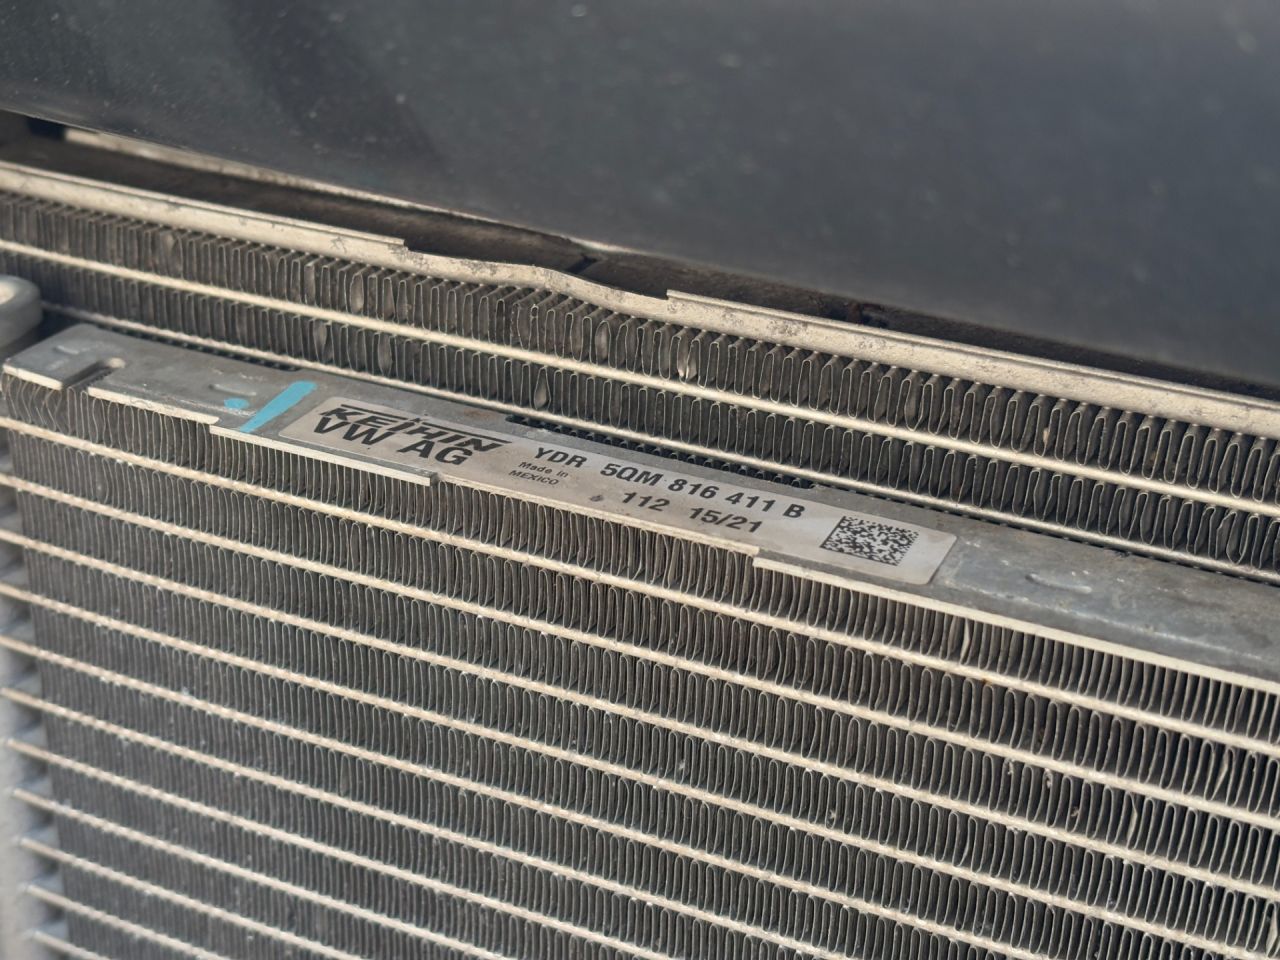 KEIHIN
VW AG
YDR 5QM 816 411 B
Made in
MEXICO
112 15/21